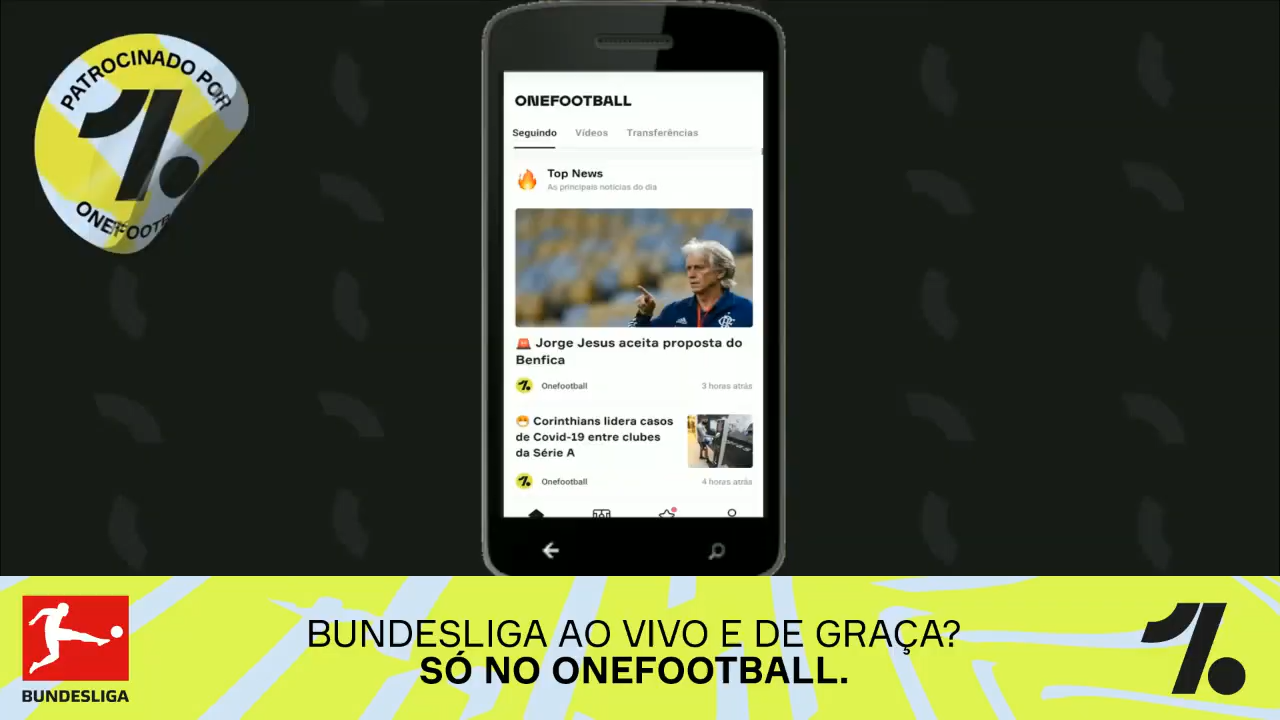 PATROCINADO POR
ONEFOOTB
ONEFOOTBALL
Seguindo Vídeos Transferências
Top News
As principais notícias do dia
Jorge Jesus aceita proposta do
Benfica
Onefootball 3 horas atrás
Corinthians lidera casos
de Covid-19 entre clubes
da Série A
Onefootball 4 horas atrás
BUNDESLIGA AO VIVO E DE GRAÇA?
SÓ NO ONEFOOTBALL.
BUNDESLIGA